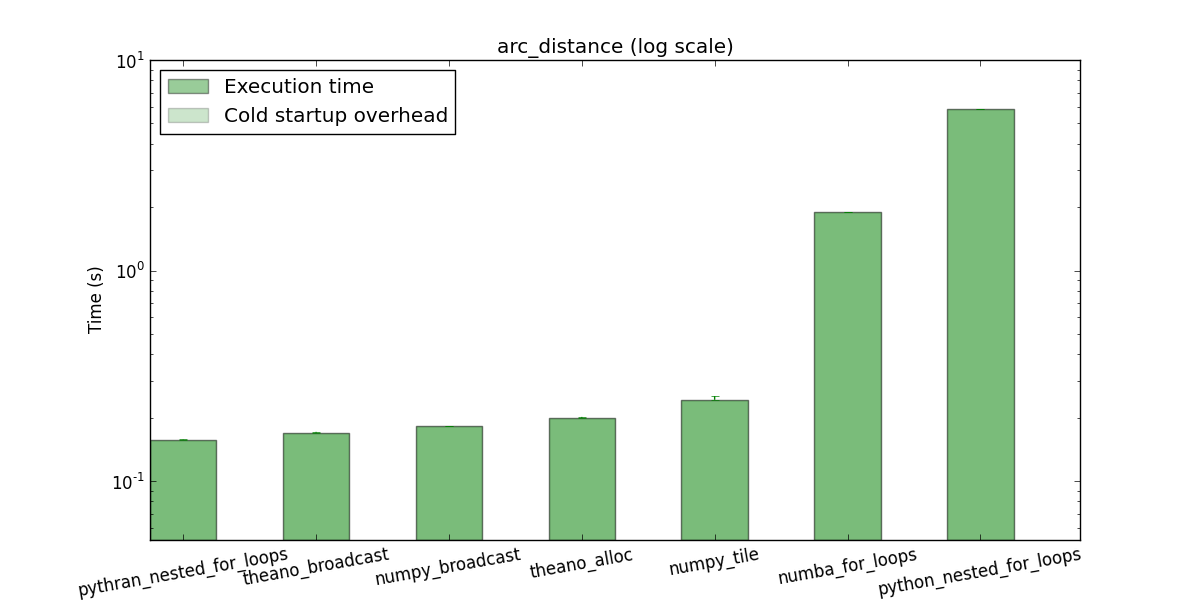 arc_distance (log scale)
Execution time
Cold startup overhead
Time (s)
10^1
10^0
10^-1
pythran_nested_for_loops
theano_broadcast
numpy_broadcast
theano_alloc
numpy_tile
numba_for_loops
python_nested_for_loops